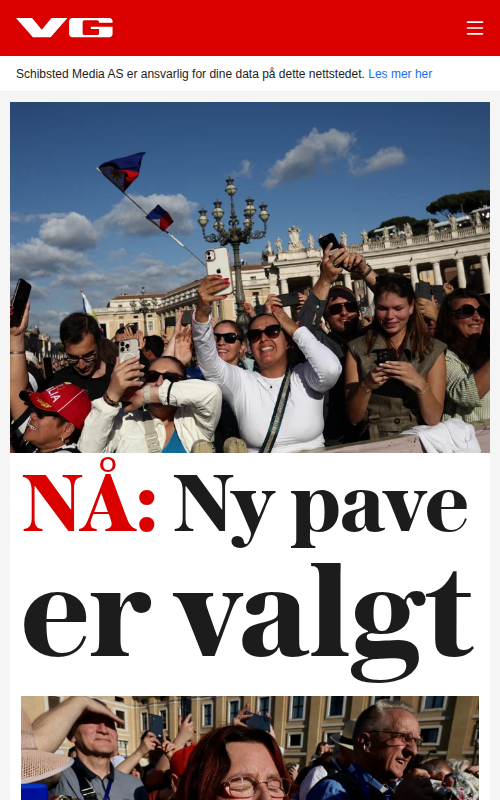 VG
Schibsted Media AS er ansvarlig for dine data på dette nettstedet. Les mer her
NÅ: Ny pave
er valgt